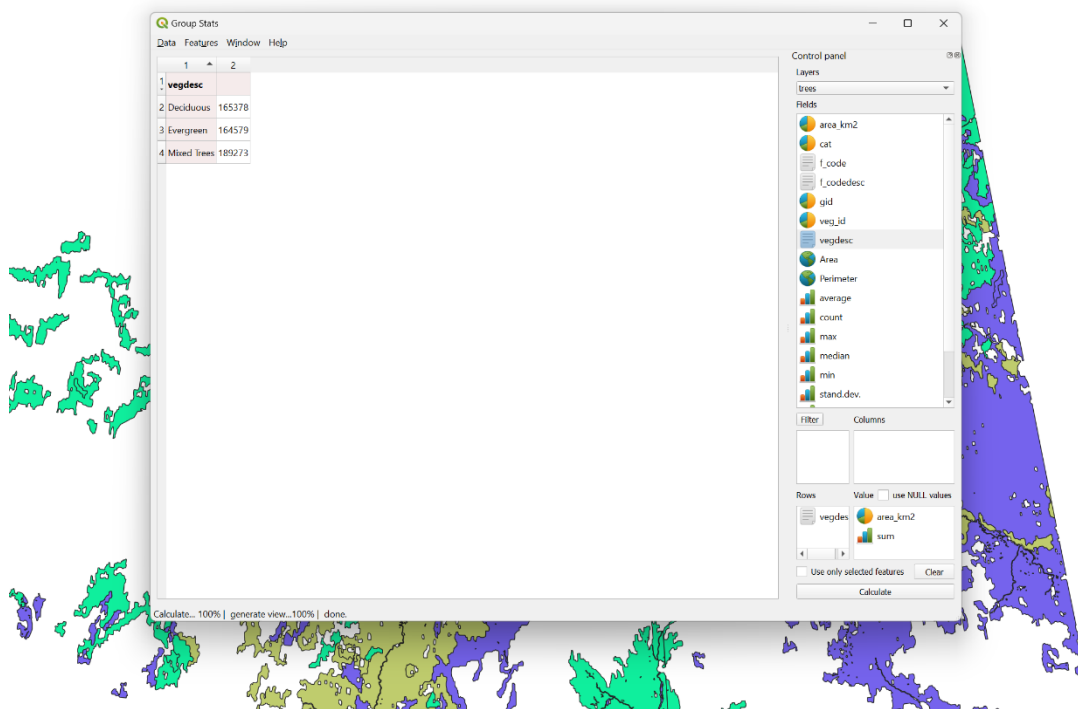 Group Stats
Data Features Window Help
1 2
1 vegdesc
2 Deciduous 165378
3 Evergreen 164579
4 Mixed Trees 189273
Control panel
Layers
trees
Fields
area_km2
cat
f_code
f_codedesc
gid
veg_id
vegdesc
Area
Perimeter
average
count
max
median
min
stand.dev.
Filter Columns
Rows Value use NULL values
vegdes area_km2
sum
Use only selected features Clear
Calculate
Calculate... 100% | generate view...100% | done.